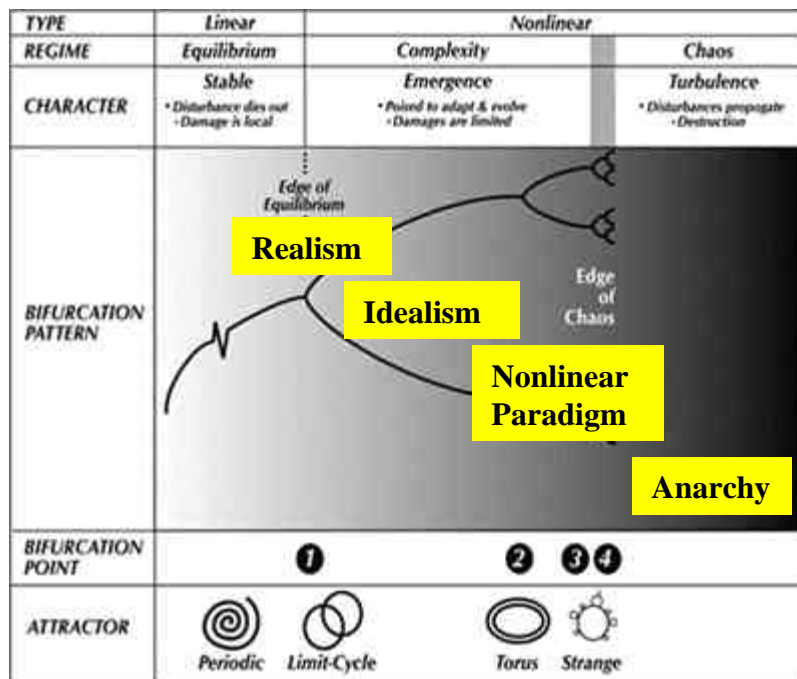 TYPE Linear Nonlinear
REGIME Equilibrium Complexity Chaos
CHARACTER
Stable
• Disturbance dies out
- Damage is local
Emergence
• Poised to adapt & evolve
- Damages are limited
Turbulence
• Disturbances propogate
- Destruction
BIFURCATION
PATTERN
Edge of
Equilibrium
Realism
Idealism
Edge
of
Chaos
Nonlinear
Paradigm
Anarchy
BIFURCATION
POINT
1 2 3 4
ATTRACTOR
Periodic Limit-Cycle Torus Strange